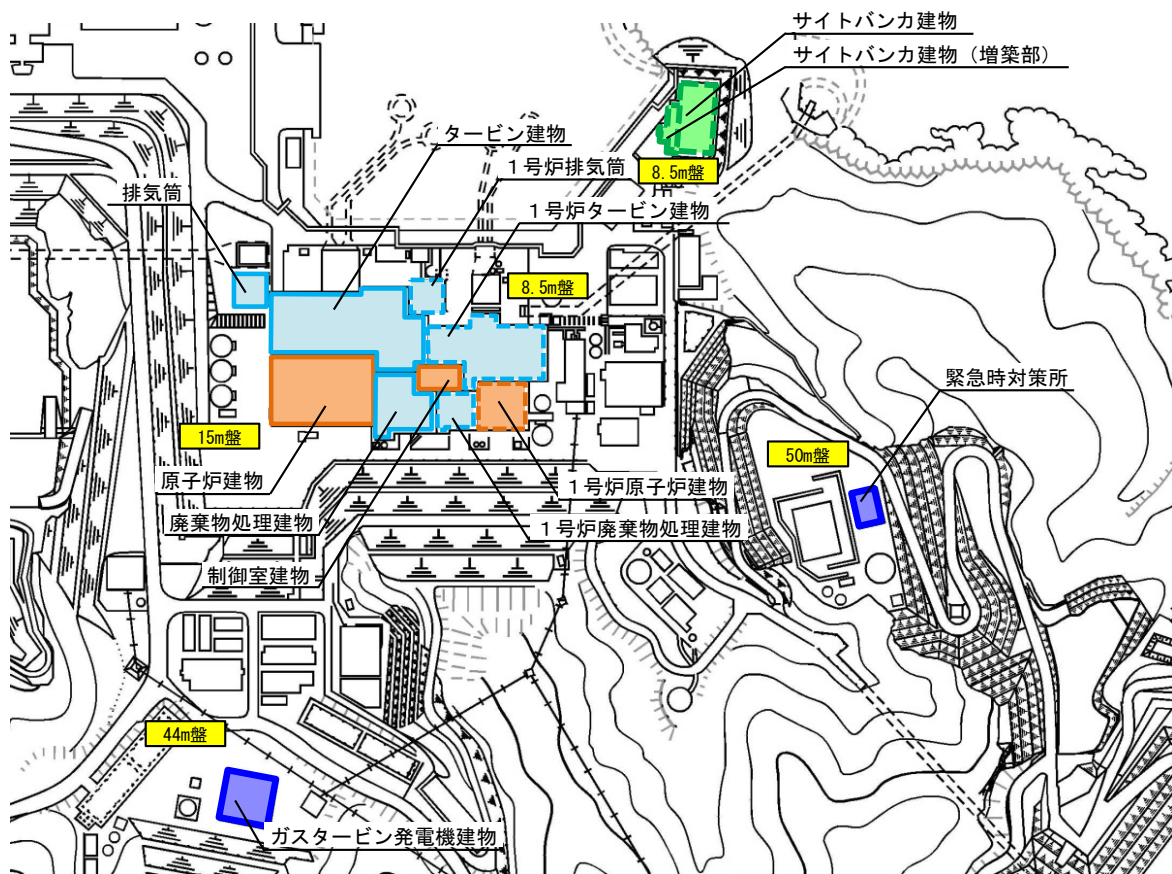 サイトバンカ建物
サイトバンカ建物（増築部）
タービン建物
１号炉排気筒
8.5m盤
排気筒
１号炉タービン建物
8.5m盤
緊急時対策所
15m盤
50m盤
原子炉建物
１号炉原子炉建物
廃棄物処理建物
１号炉廃棄物処理建物
制御室建物
44m盤
ガスタービン発電機建物